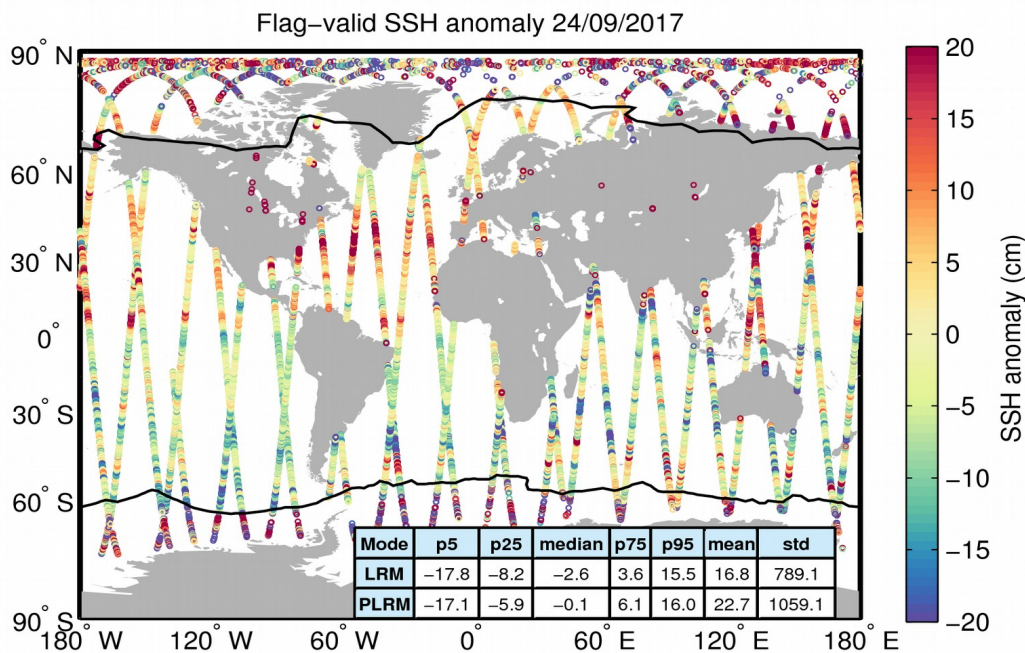 Flag−valid SSH anomaly 24/09/2017
90° N
60° N
30° N
0°
30° S
60° S
90° S
180° W
120° W
60° W
0°
60° E
120° E
180° E
Mode p5 p25 median p75 p95 mean std
LRM −17.8 −8.2 −2.6 3.6 15.5 16.8 789.1
PLRM −17.1 −5.9 −0.1 6.1 16.0 22.7 1059.1
20
15
10
5
0
−5
−10
−15
−20
SSH anomaly (cm)